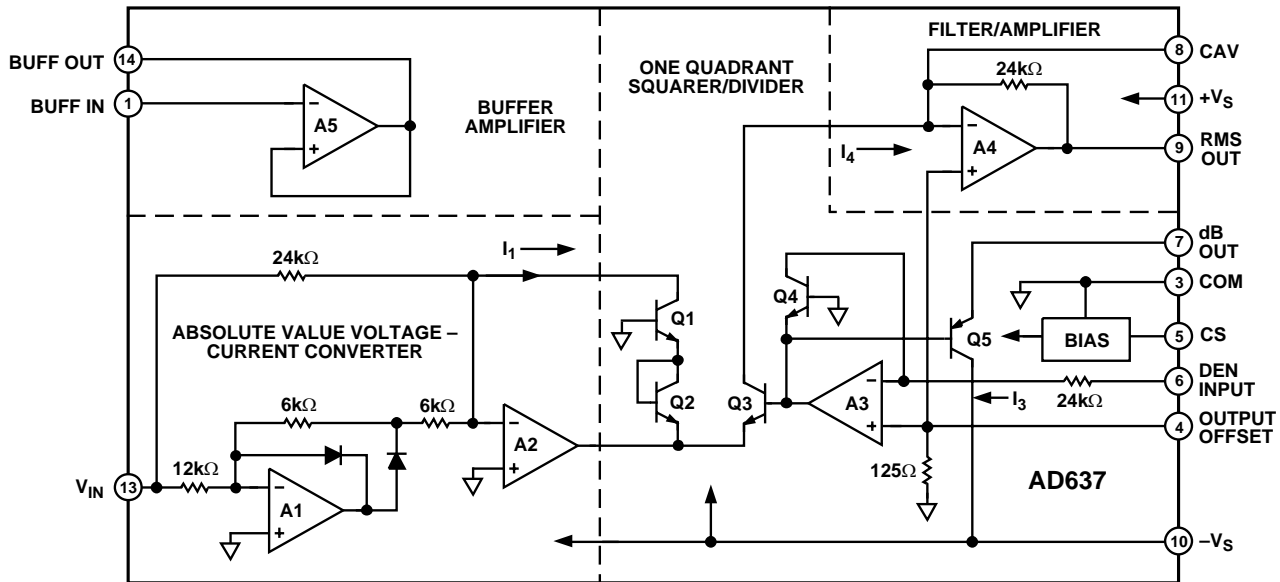 FILTER/AMPLIFIER
BUFF OUT
14
BUFF IN
1
A5
−
+
BUFFER
AMPLIFIER
ONE QUADRANT
SQUARER/DIVIDER
24kΩ
A4
−
+
I4
8
CAV
11
+VS
9
RMS
OUT
I1
24kΩ
ABSOLUTE VALUE VOLTAGE –
CURRENT CONVERTER
6kΩ
6kΩ
12kΩ
VIN
13
A1
−
+
A2
−
+
Q1
Q2
Q3
Q4
A3
−
+
Q5
BIAS
I3
24kΩ
125Ω
7
dB
OUT
3
COM
5
CS
6
DEN
INPUT
4
OUTPUT
OFFSET
AD637
10
–VS